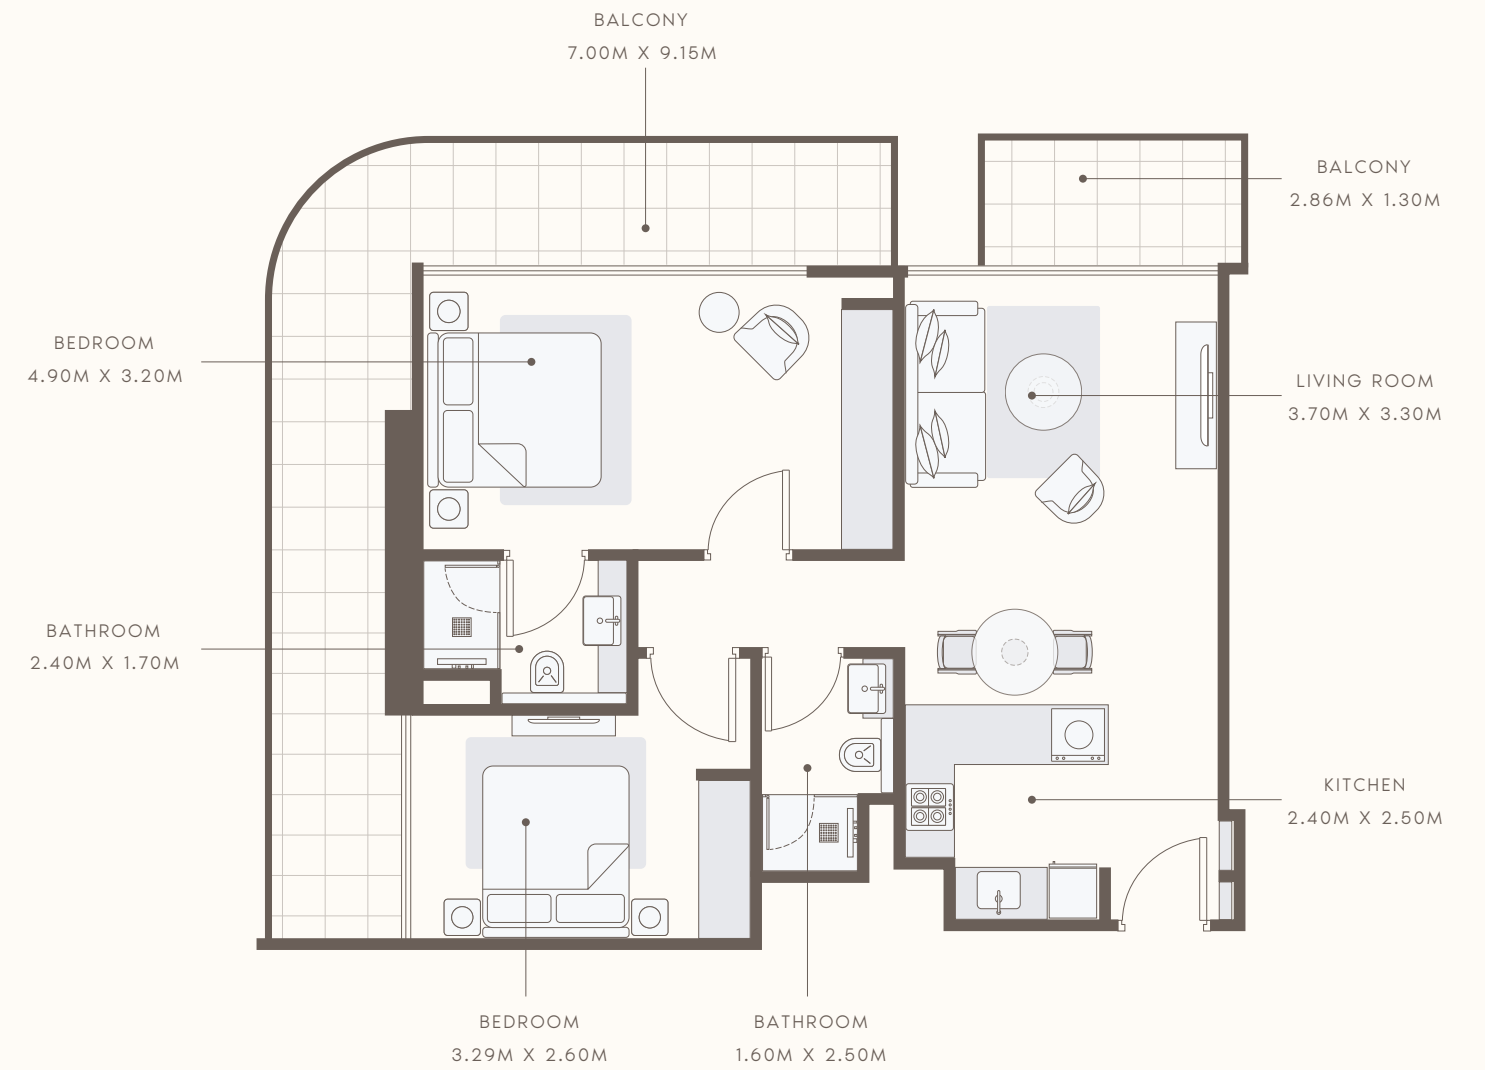 BALCONY
7.00M X 9.15M
BALCONY
2.86M X 1.30M
BEDROOM
4.90M X 3.20M
LIVING ROOM
3.70M X 3.30M
BATHROOM
2.40M X 1.70M
KITCHEN
2.40M X 2.50M
BEDROOM
3.29M X 2.60M
BATHROOM
1.60M X 2.50M